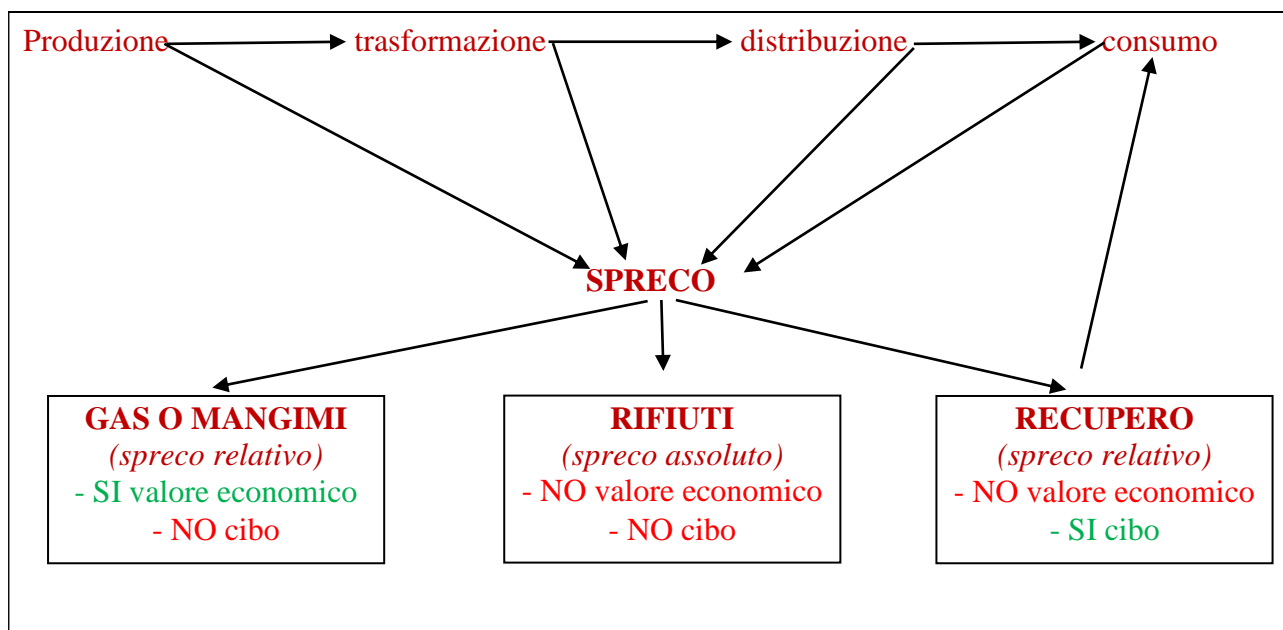 Produzione trasformazione distribuzione consumo
SPRECO
GAS O MANGIMI
(spreco relativo)
- SI valore economico
- NO cibo
RIFIUTI
(spreco assoluto)
- NO valore economico
- NO cibo
RECUPERO
(spreco relativo)
- NO valore economico
- SI cibo